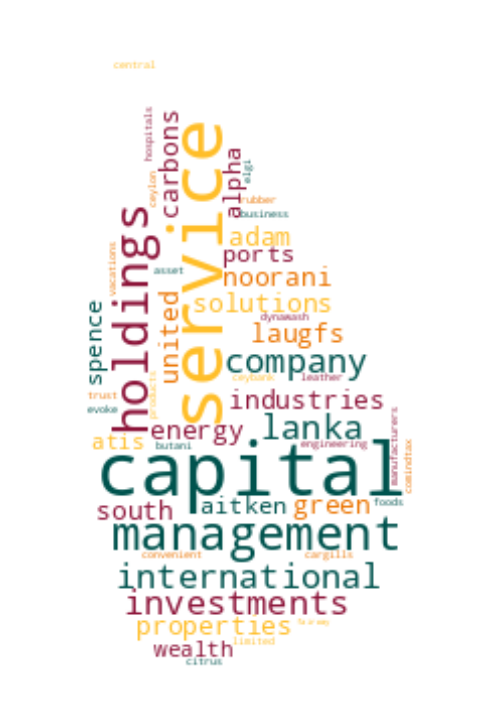 central
hospitals
carbons
service
alpha
elgi
ceylon
rubber
business
holdings
adam
vacations
ports
asset
noorani
united
solutions
spence
dynawash
laugfs
company
products
ceybank
leather
trust
industries
evoke
energy
lanka
manufacturers
atis
butani
engineering
comindtax
capital
south
aitken
green
foods
management
convenient
cargills
international
investments
properties
limited
wealth
citrus